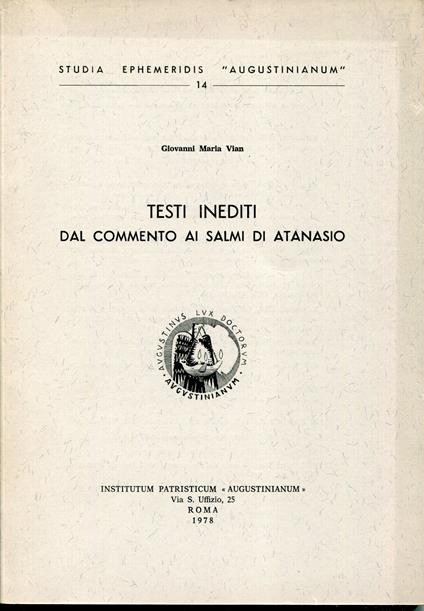 STUDIA EPHEMERIDIS "AUGUSTINIANUM"
14
Giovanni Maria Vian
TESTI INEDITI
DAL COMMENTO AI SALMI DI ATANASIO
AVGVSTINVS LVX DOCTORVM
AVGVSTINIANVM
INSTITUTUM PATRISTICUM «AUGUSTINIANUM»
Via S. Uffizio, 25
ROMA
1978